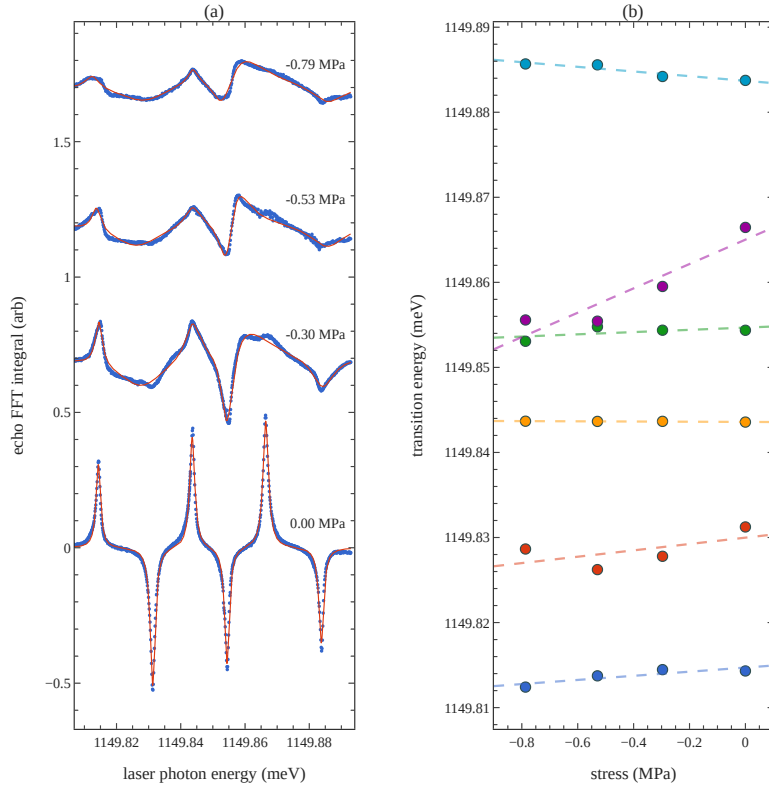 (a)
-0.79 MPa
-0.53 MPa
-0.30 MPa
0.00 MPa
1.5
1
0.5
0
−0.5
echo FFT integral (arb)
1149.82
1149.84
1149.86
1149.88
laser photon energy (meV)
(b)
1149.89
1149.88
1149.87
1149.86
1149.85
1149.84
1149.83
1149.82
1149.81
transition energy (meV)
−0.8
−0.6
−0.4
−0.2
0
stress (MPa)